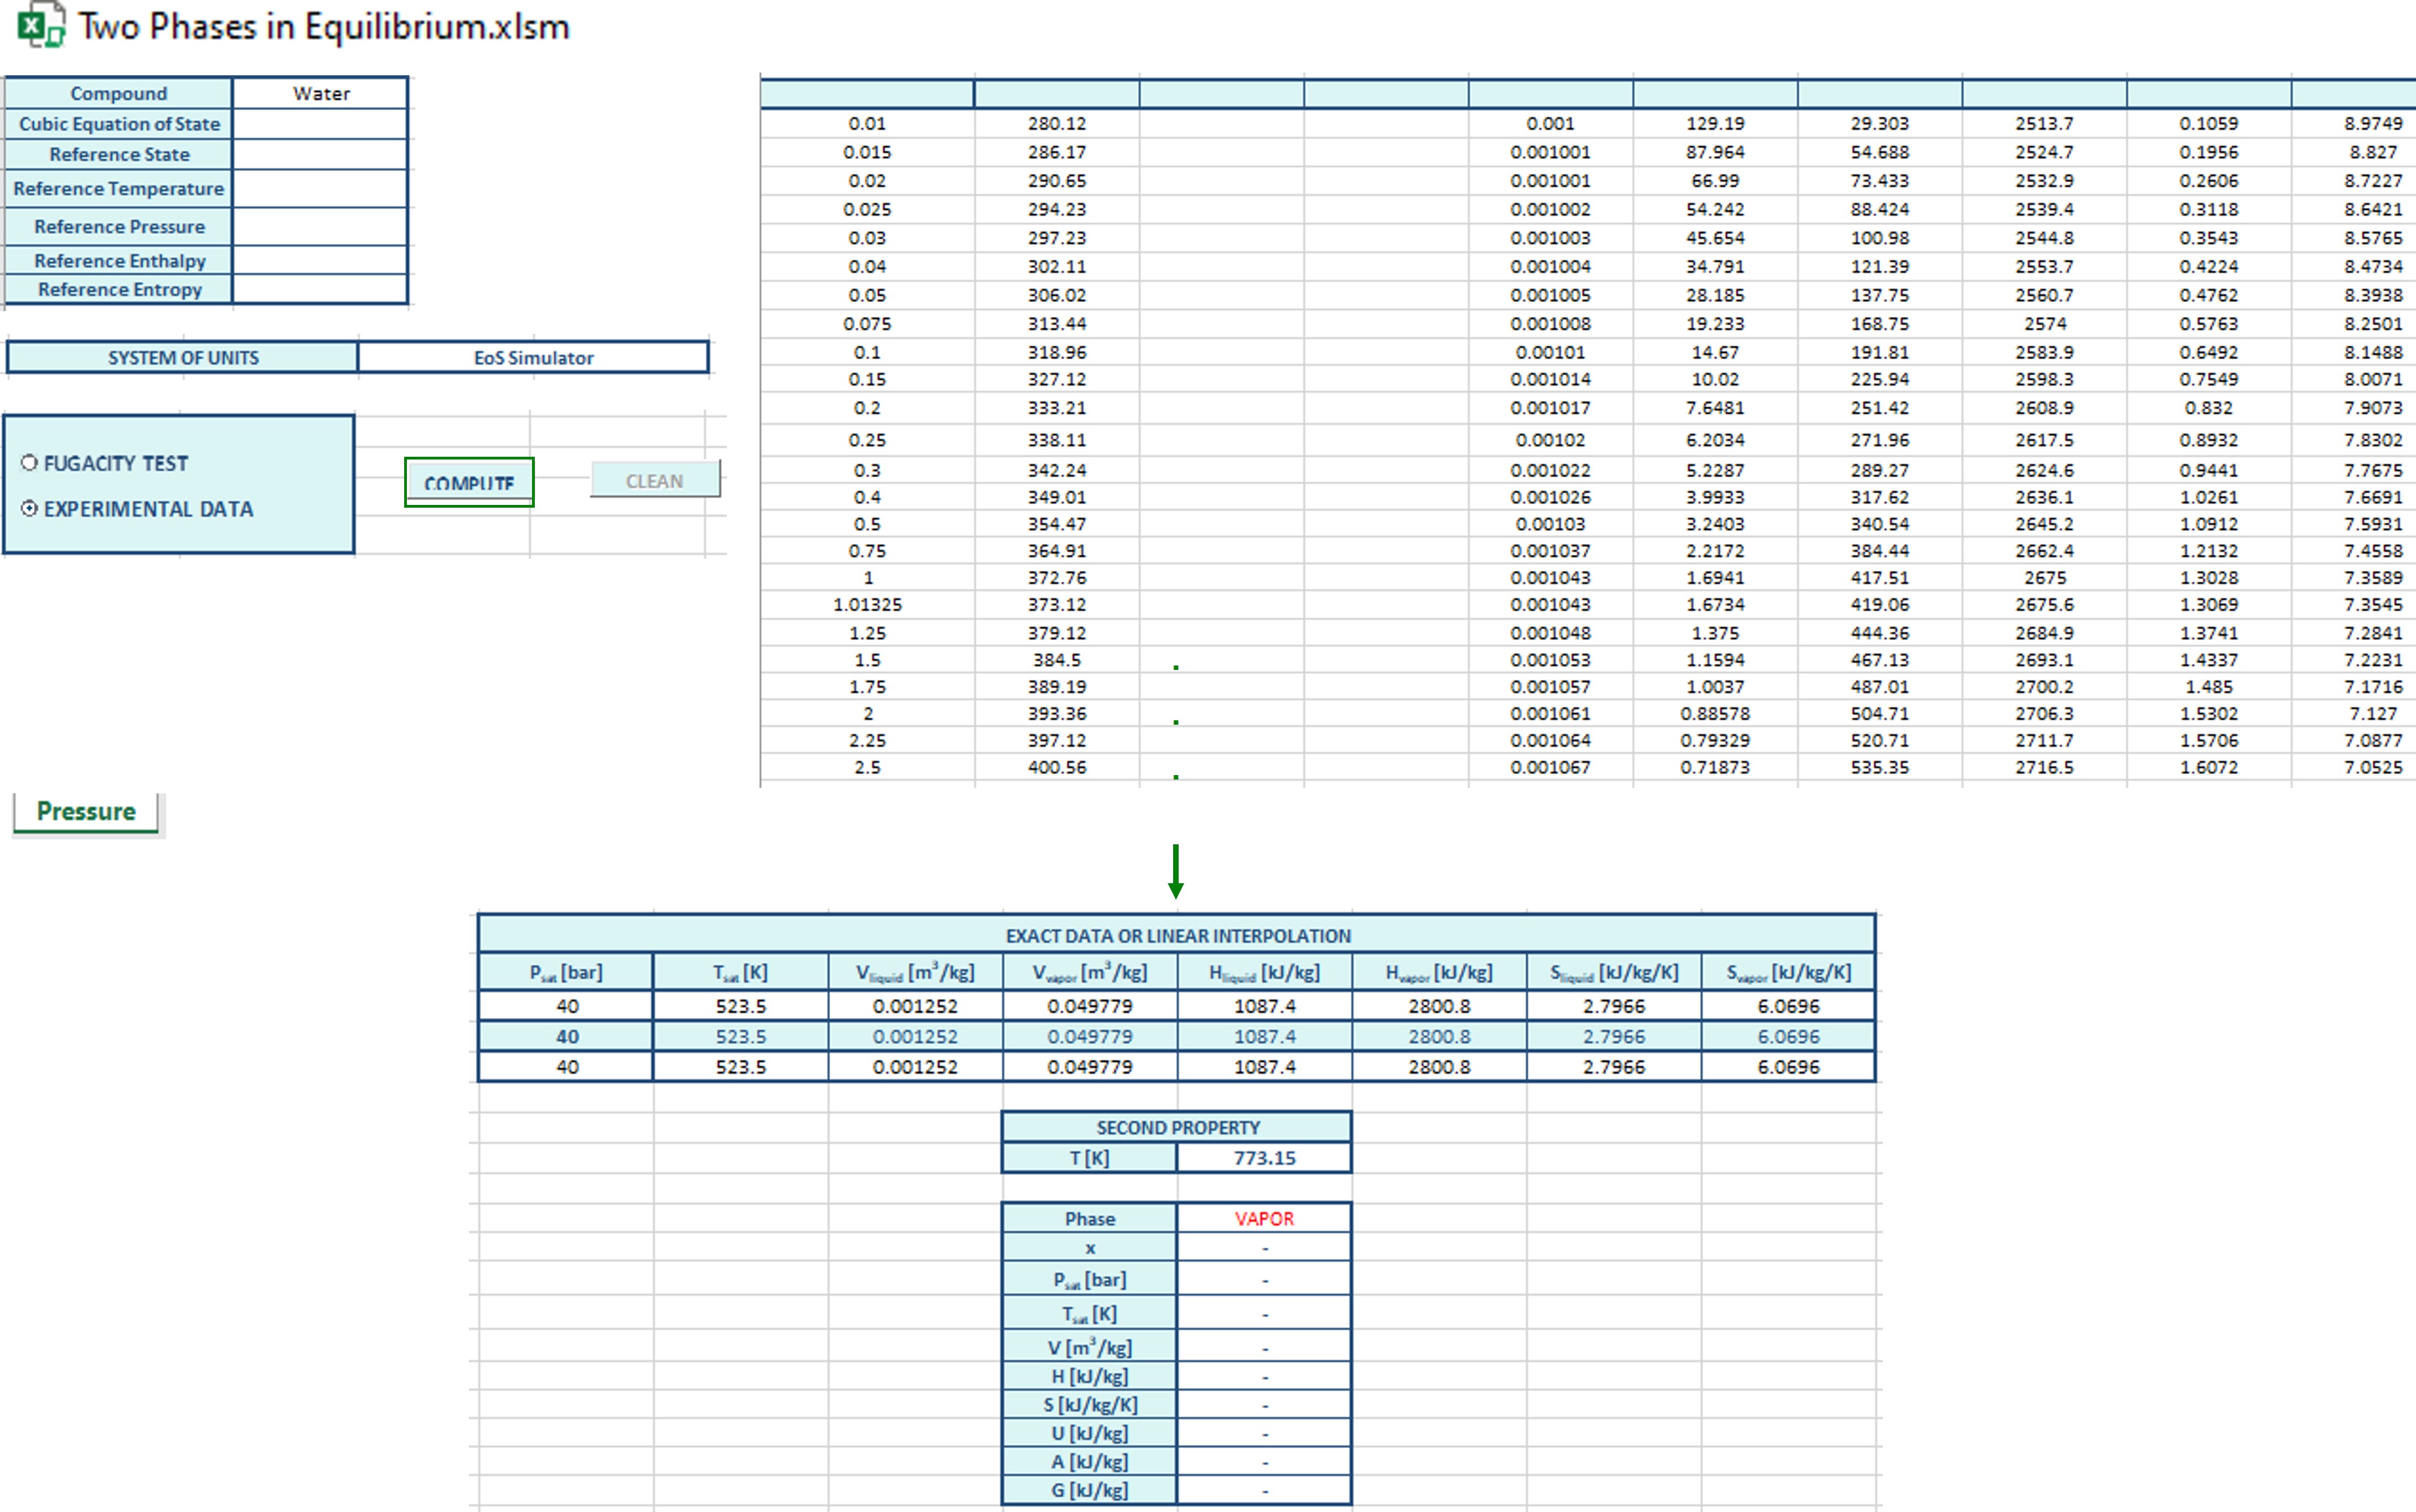 Two Phases in Equilibrium.xlsm
Compound Water
Cubic Equation of State
Reference State
Reference Temperature
Reference Pressure
Reference Enthalpy
Reference Entropy
SYSTEM OF UNITS EoS Simulator
FUGACITY TEST
EXPERIMENTAL DATA
COMPUTE
CLEAN
0.01 280.12 0.001 129.19 29.303 2513.7 0.1059 8.9749
0.015 286.17 0.001001 87.964 54.688 2524.7 0.1956 8.827
0.02 290.65 0.001001 66.99 73.433 2532.9 0.2606 8.7227
0.025 294.23 0.001002 54.242 88.424 2539.4 0.3118 8.6421
0.03 297.23 0.001003 45.654 100.98 2544.8 0.3543 8.5765
0.04 302.11 0.001004 34.791 121.39 2553.7 0.4224 8.4734
0.05 306.02 0.001005 28.185 137.75 2560.7 0.4762 8.3938
0.075 313.44 0.001008 19.233 168.75 2574 0.5763 8.2501
0.1 318.96 0.00101 14.67 191.81 2583.9 0.6492 8.1488
0.15 327.12 0.001014 10.02 225.94 2598.3 0.7549 8.0071
0.2 333.21 0.001017 7.6481 251.42 2608.9 0.832 7.9073
0.25 338.11 0.00102 6.2034 271.96 2617.5 0.8932 7.8302
0.3 342.24 0.001022 5.2287 289.27 2624.6 0.9441 7.7675
0.4 349.01 0.001026 3.9933 317.62 2636.1 1.0261 7.6691
0.5 354.47 0.00103 3.2403 340.54 2645.2 1.0912 7.5931
0.75 364.91 0.001037 2.2172 384.44 2662.4 1.2132 7.4558
1 372.76 0.001043 1.6941 417.51 2675 1.3028 7.3589
1.01325 373.12 0.001043 1.6734 419.06 2675.6 1.3069 7.3545
1.25 379.12 0.001048 1.375 444.36 2684.9 1.3741 7.2841
1.5 384.5 0.001053 1.1594 467.13 2693.1 1.4337 7.2231
1.75 389.19 0.001057 1.0037 487.01 2700.2 1.485 7.1716
2 393.36 0.001061 0.88578 504.71 2706.3 1.5302 7.127
2.25 397.12 0.001064 0.79329 520.71 2711.7 1.5706 7.0877
2.5 400.56 0.001067 0.71873 535.35 2716.5 1.6072 7.0525
Pressure
EXACT DATA OR LINEAR INTERPOLATION
Psat [bar] Tsat [K] Vliquid [m³/kg] Vvapor [m³/kg] Hliquid [kJ/kg] Hvapor [kJ/kg] Sliquid [kJ/kg/K] Svapor [kJ/kg/K]
40 523.5 0.001252 0.049779 1087.4 2800.8 2.7966 6.0696
40 523.5 0.001252 0.049779 1087.4 2800.8 2.7966 6.0696
40 523.5 0.001252 0.049779 1087.4 2800.8 2.7966 6.0696
SECOND PROPERTY
T [K] 773.15
Phase VAPOR
x -
Psat [bar] -
Tsat [K] -
V [m³/kg] -
H [kJ/kg] -
S [kJ/kg/K] -
U [kJ/kg] -
A [kJ/kg] -
G [kJ/kg] -